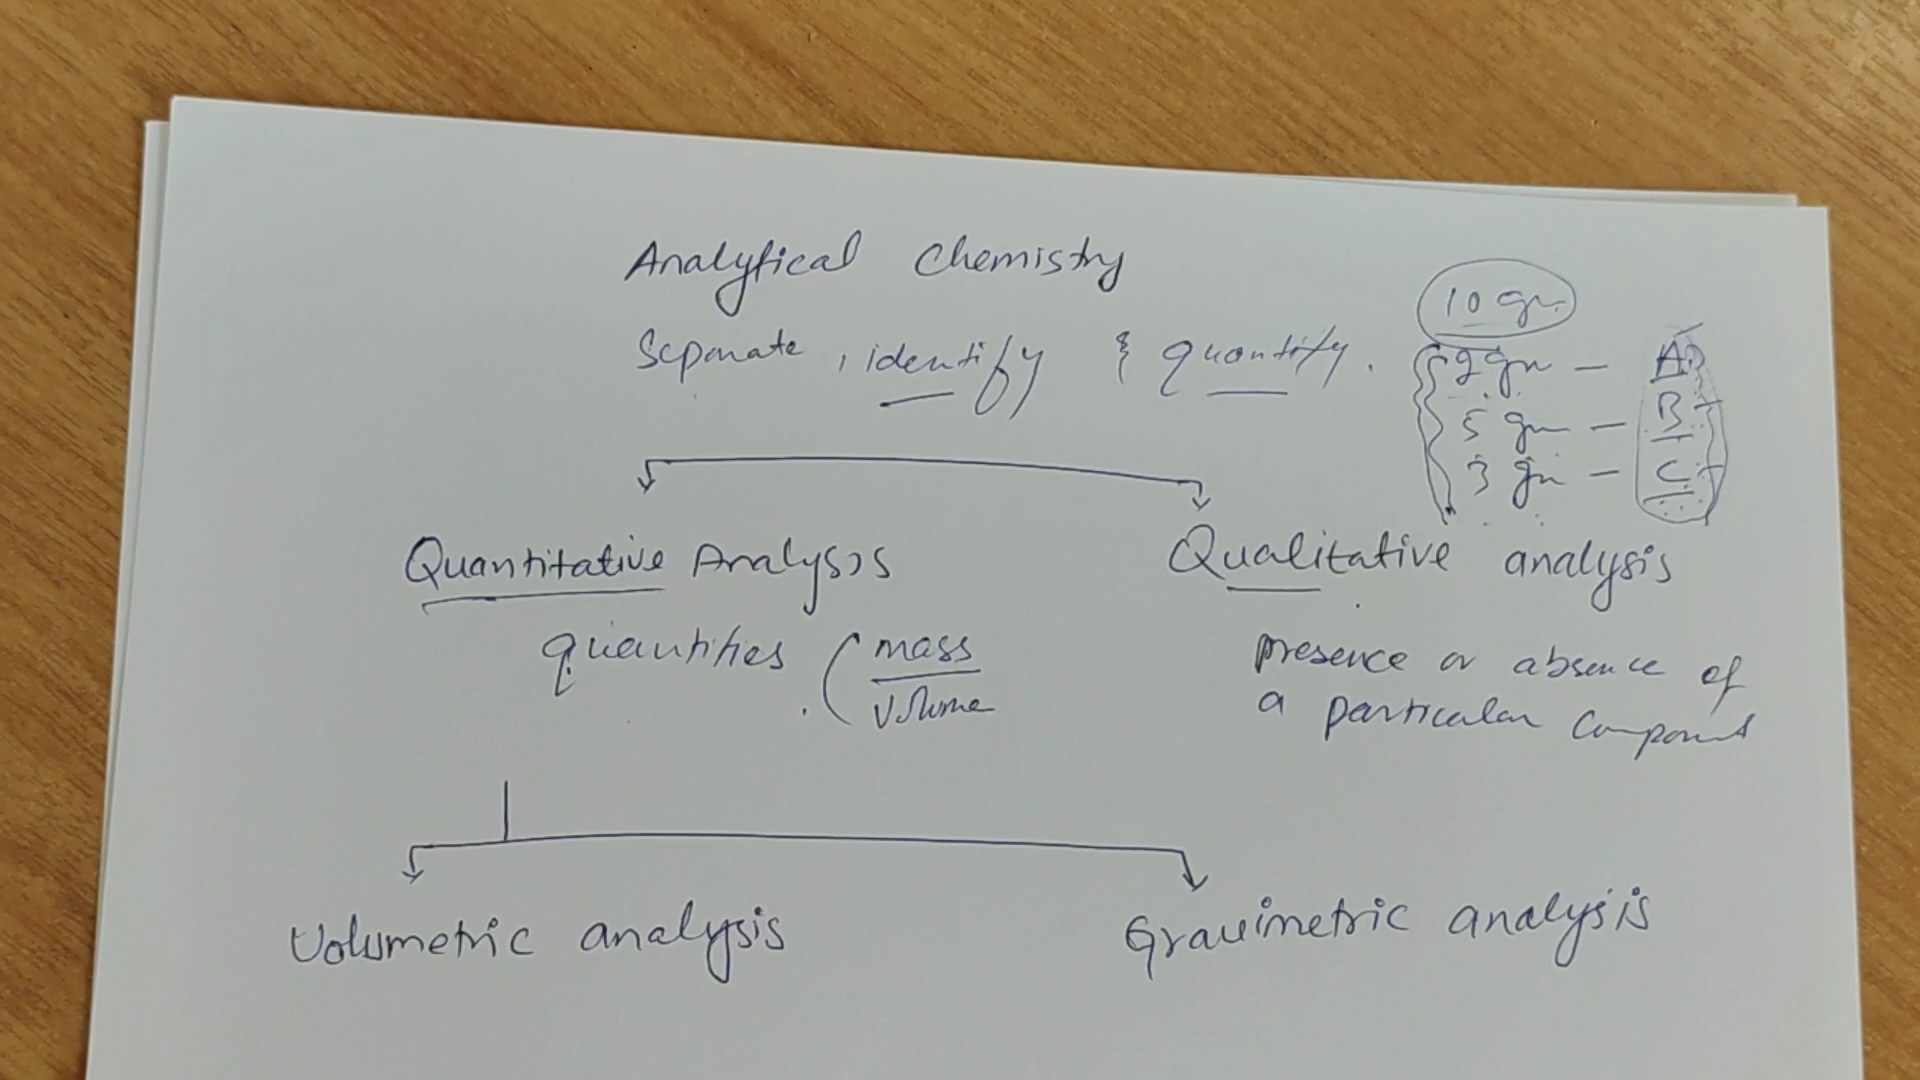 Analytical Chemistry
Separate, identify & quantify.
10 gm
2 gm - A
5 gm - B
3 gm - C
Quantitative Analysis
Qualitative analysis
quantities (mass
volume
presence or absence of
a particular component
Volumetric analysis
Gravimetric analysis